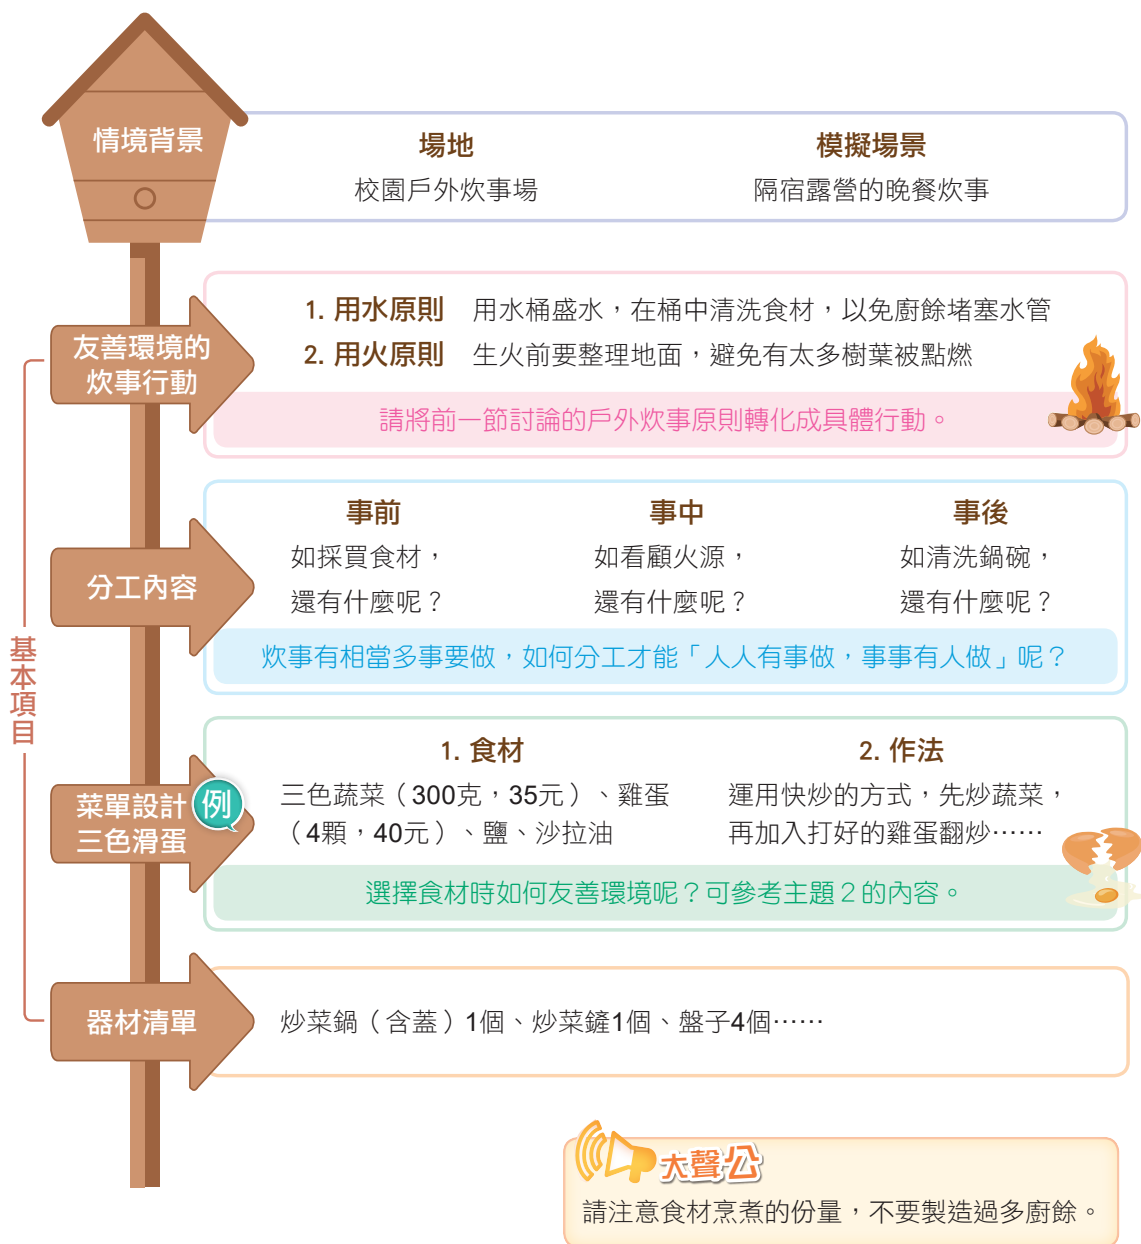 情境背景
場地
校園戶外炊事場
模擬場景
隔宿露營的晚餐炊事
基本項目
友善環境的
炊事行動
1. 用水原則 用水桶盛水，在桶中清洗食材，以免廚餘堵塞水管
2. 用火原則 生火前要整理地面，避免有太多樹葉被點燃
請將前一節討論的戶外炊事原則轉化成具體行動。
分工內容
事前
如採買食材，
還有什麼呢？
事中
如看顧火源，
還有什麼呢？
事後
如清洗鍋碗，
還有什麼呢？
炊事有相當多事要做，如何分工才能「人人有事做，事事有人做」呢？
菜單設計
三色滑蛋
例
1. 食材
三色蔬菜（300克，35元）、雞蛋
（4顆，40元）、鹽、沙拉油
2. 作法
運用快炒的方式，先炒蔬菜，
再加入打好的雞蛋翻炒……
選擇食材時如何友善環境呢？可參考主題2的內容。
器材清單
炒菜鍋（含蓋）1個、炒菜鏟1個、盤子4個……
大聲公
請注意食材烹煮的份量，不要製造過多廚餘。